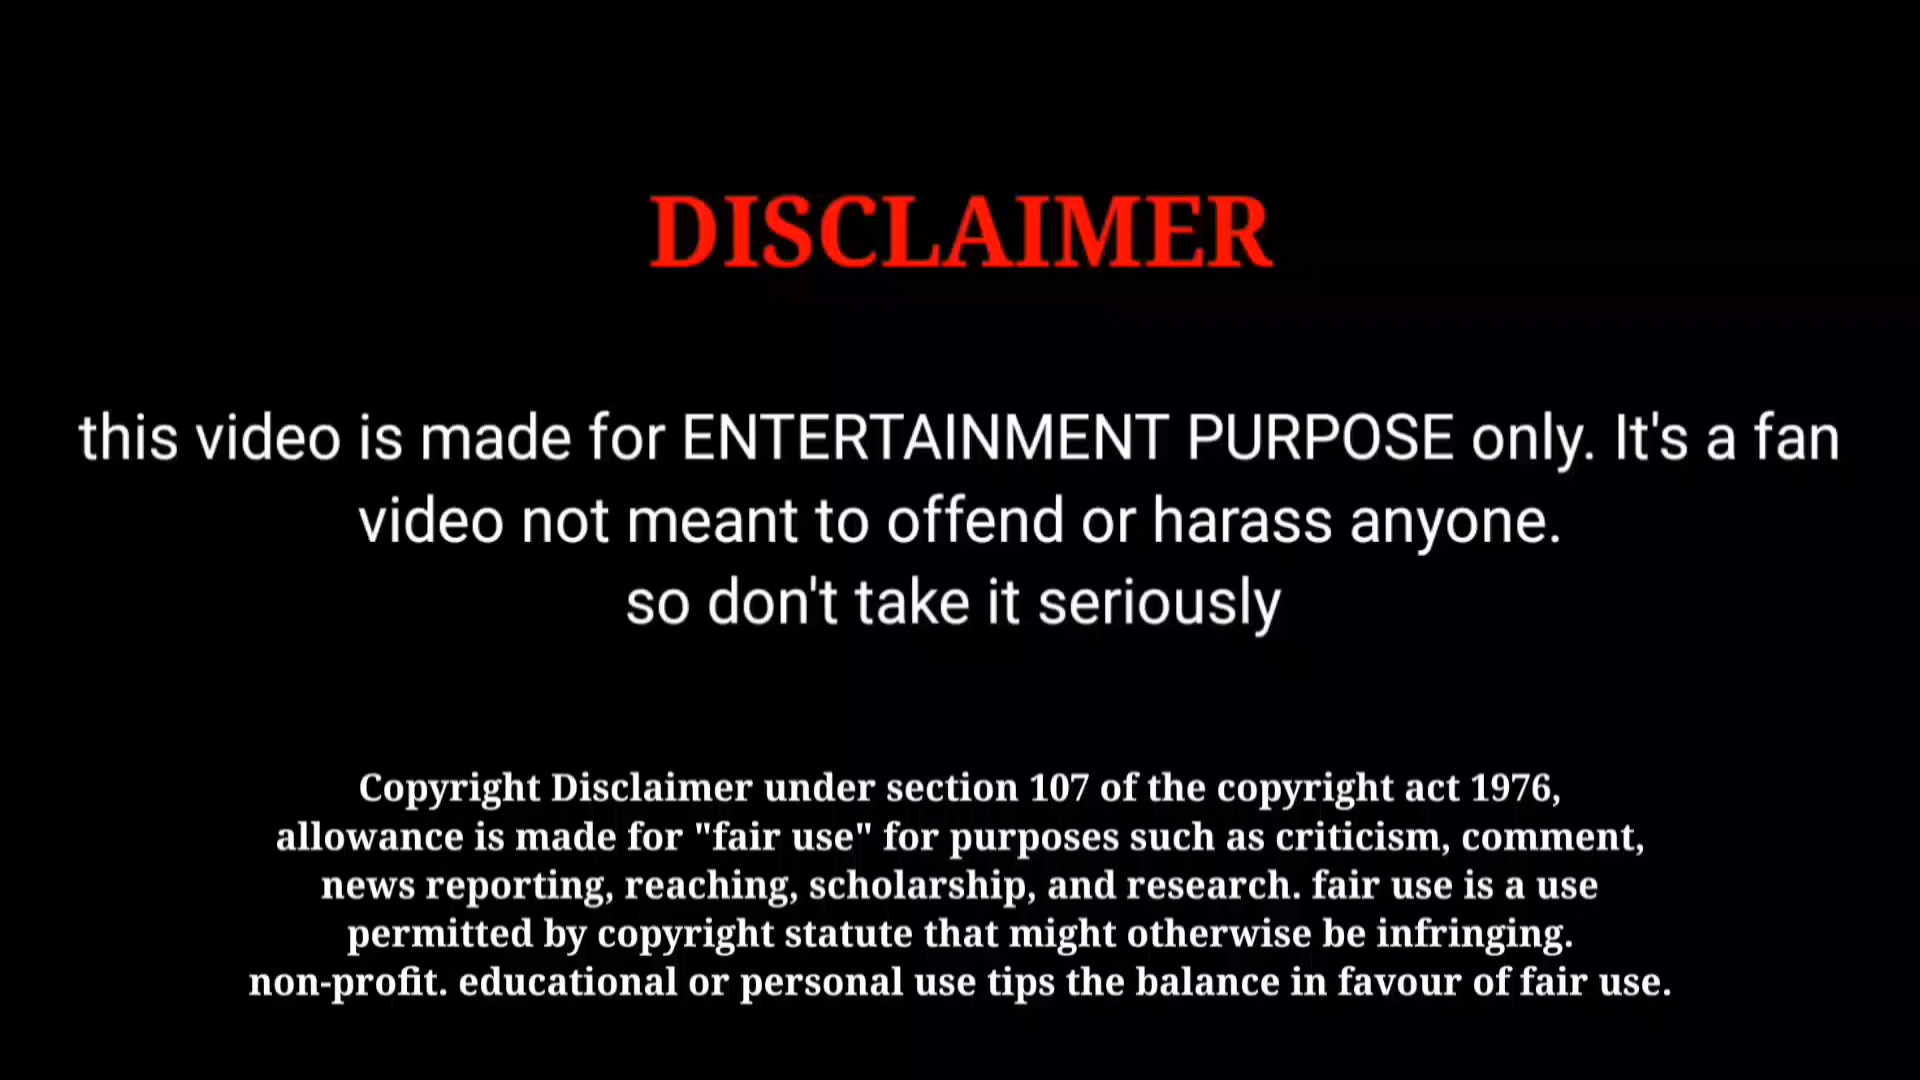 DISCLAIMER
this video is made for ENTERTAINMENT PURPOSE only. It's a fan
video not meant to offend or harass anyone.
so don't take it seriously
Copyright Disclaimer under section 107 of the copyright act 1976,
allowance is made for "fair use" for purposes such as criticism, comment,
news reporting, reaching, scholarship, and research. fair use is a use
permitted by copyright statute that might otherwise be infringing.
non-profit. educational or personal use tips the balance in favour of fair use.